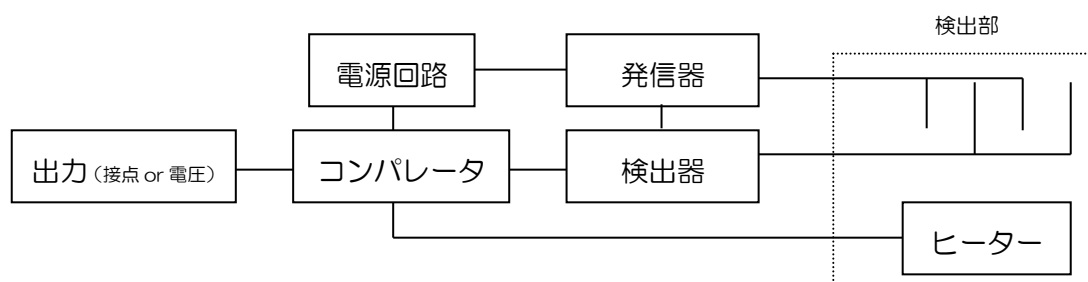 検出部
電源回路
発信器
出力（接点 or 電圧）
コンパレータ
検出器
ヒーター